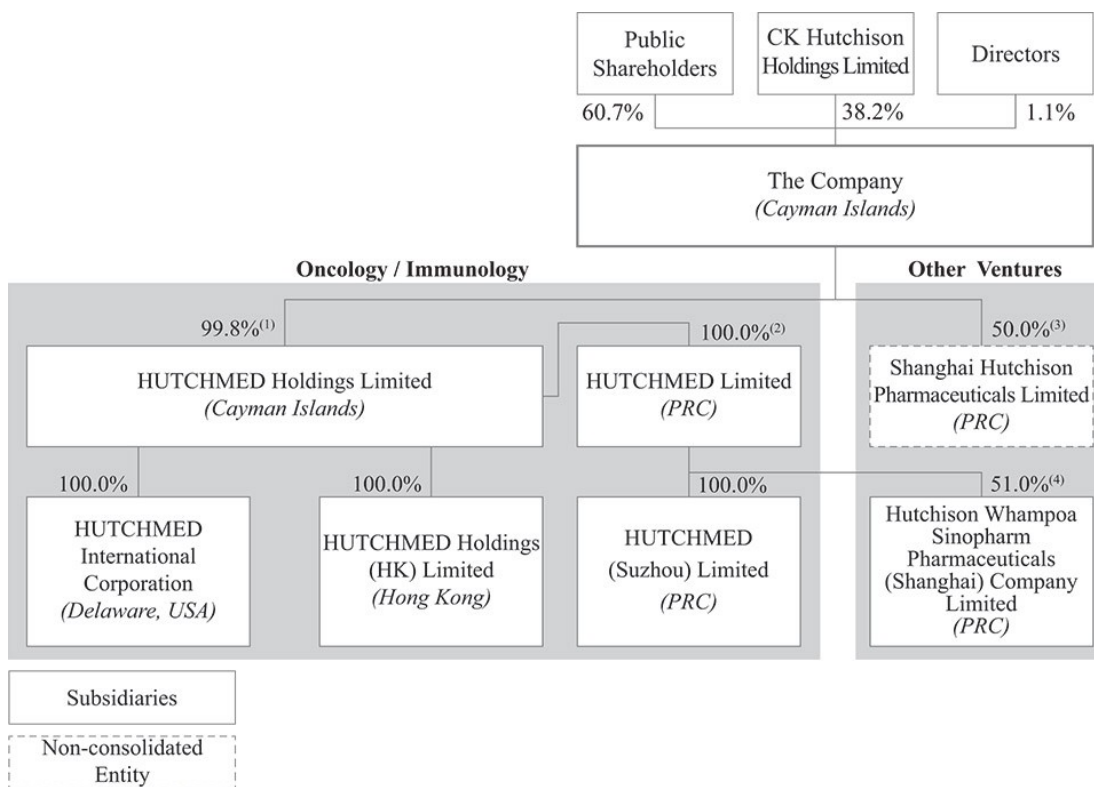 Public
Shareholders
CK Hutchison
Holdings Limited
Directors
60.7%
38.2%
1.1%
The Company
(Cayman Islands)
Oncology / Immunology
Other Ventures
99.8%(1)
100.0%(2)
50.0%(3)
HUTCHMED Holdings Limited
(Cayman Islands)
HUTCHMED Limited
(PRC)
Shanghai Hutchison
Pharmaceuticals Limited
(PRC)
100.0%
100.0%
100.0%
51.0%(4)
HUTCHMED
International
Corporation
(Delaware, USA)
HUTCHMED Holdings
(HK) Limited
(Hong Kong)
HUTCHMED
(Suzhou) Limited
(PRC)
Hutchison Whampoa
Sinopharm
Pharmaceuticals
(Shanghai) Company
Limited
(PRC)
Subsidiaries
Non-consolidated
Entity